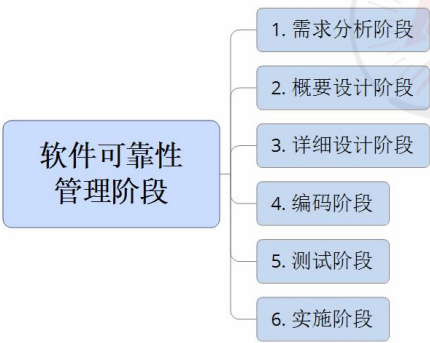 软件可靠性
管理阶段
1. 需求分析阶段
2. 概要设计阶段
3. 详细设计阶段
4. 编码阶段
5. 测试阶段
6. 实施阶段